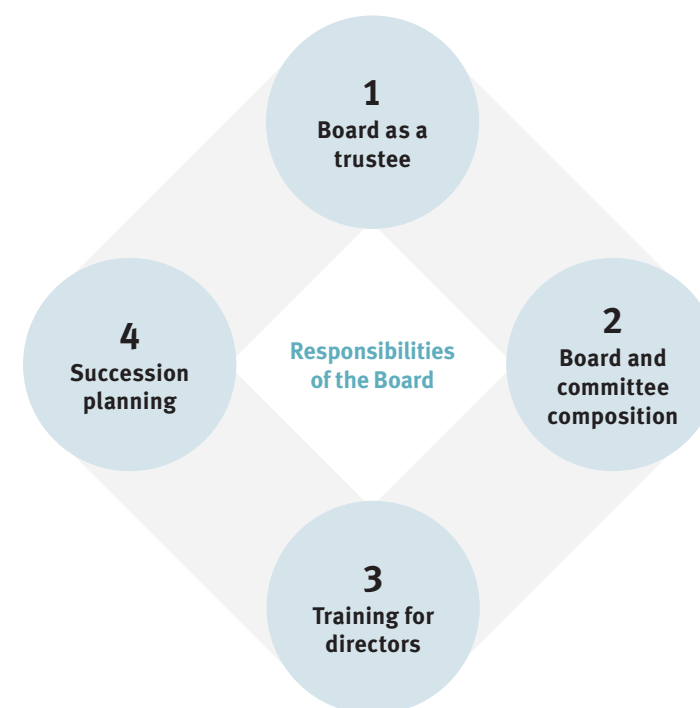 1
Board as a
trustee
2
Board and
committee
composition
3
Training for
directors
4
Succession
planning
Responsibilities
of the Board